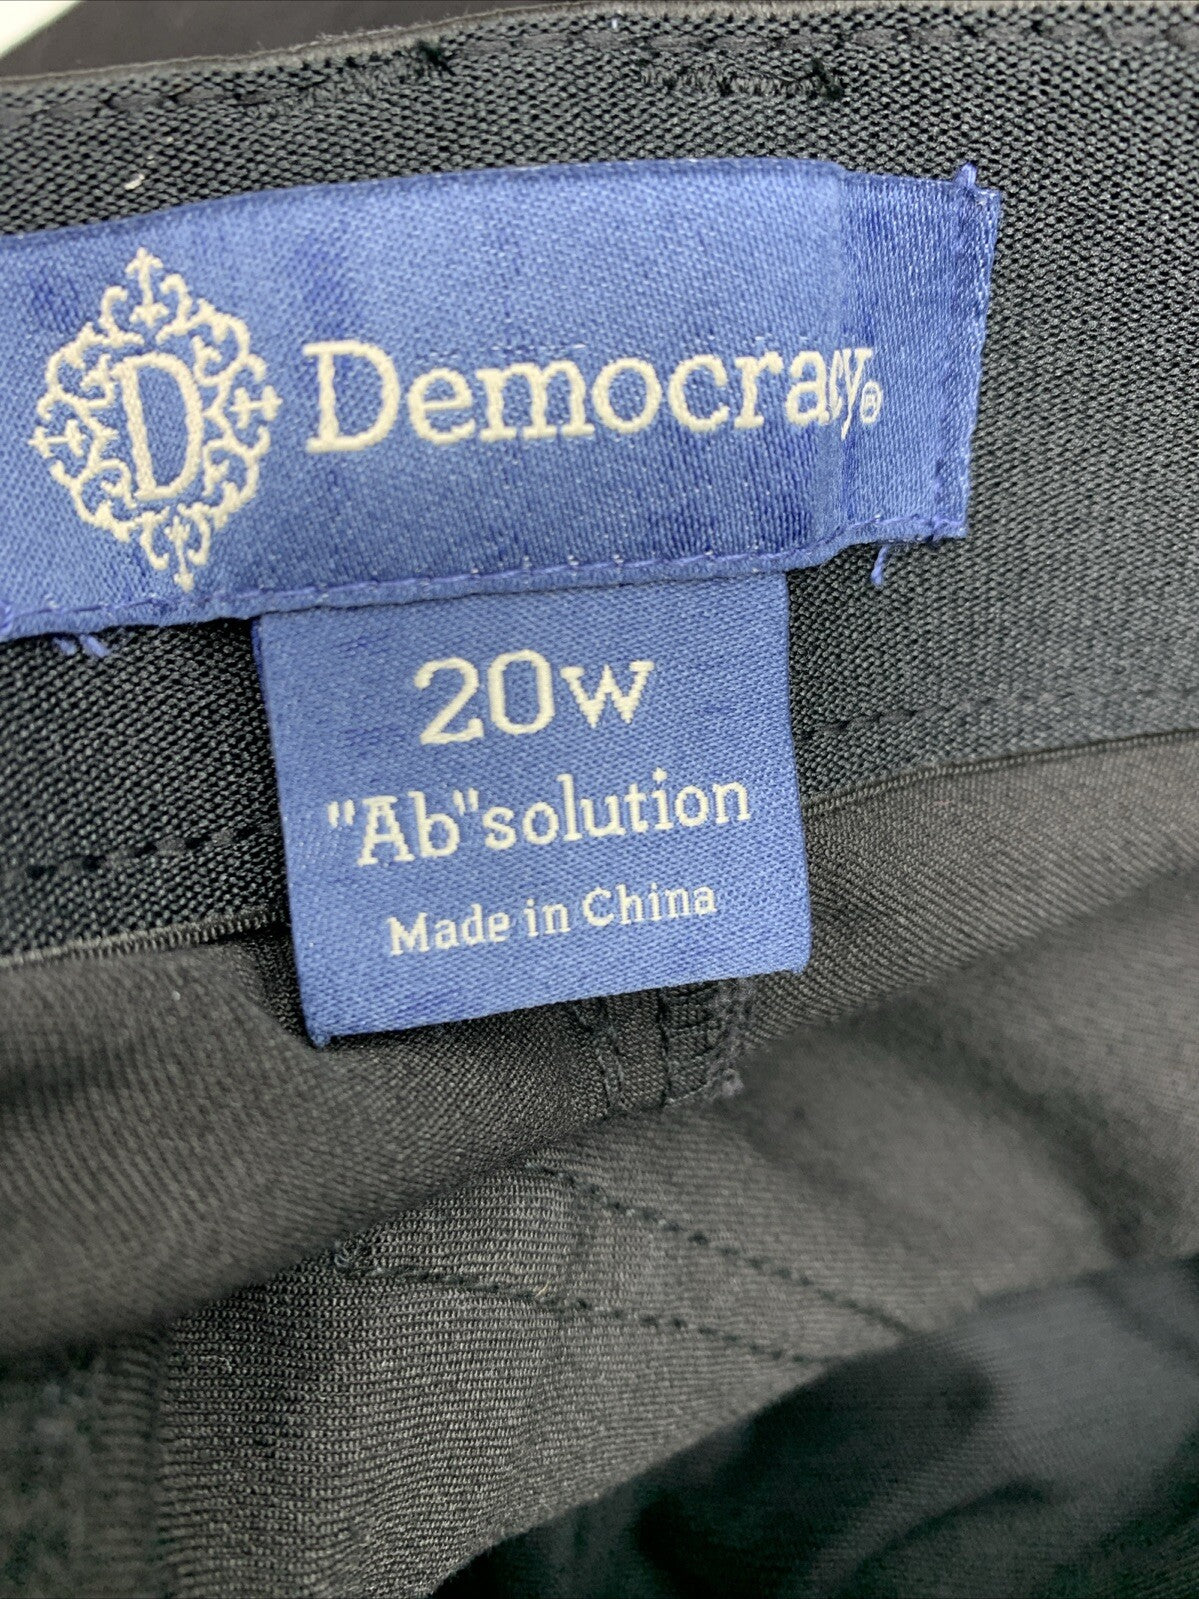 D Democracy®
20W
"Ab"solution
Made in China